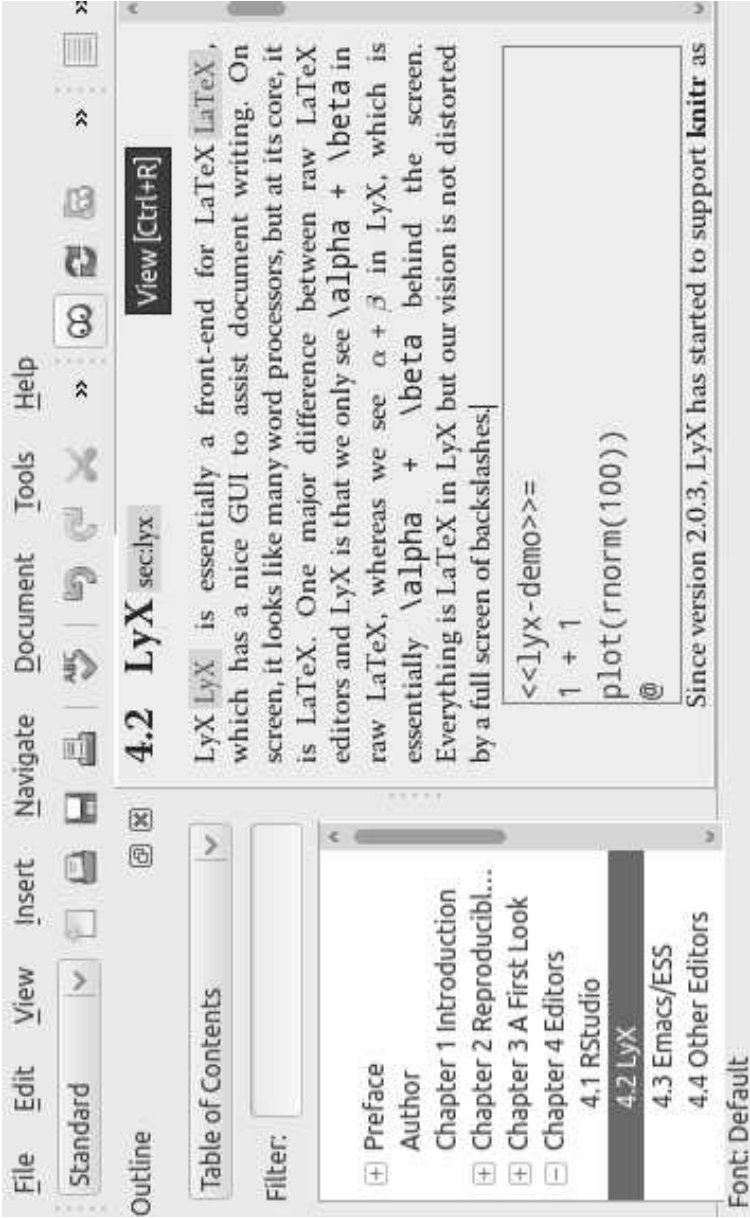 File Edit View Insert Navigate Document Tools Help
Standard
ABC
»
»
»
View [Ctrl+R]
Outline
Table of Contents
Filter:
Preface
Author
Chapter 1 Introduction
Chapter 2 Reproducibl...
Chapter 3 A First Look
Chapter 4 Editors
4.1 RStudio
4.2 LyX
4.3 Emacs/ESS
4.4 Other Editors
4.2 LyX sec:lyx
LyX LyX is essentially a front-end for LaTeX LaTeX,
which has a nice GUI to assist document writing. On
screen, it looks like many word processors, but at its core, it
is LaTeX. One major difference between raw LaTeX
editors and LyX is that we only see \alpha + \beta in
raw LaTeX, whereas we see α + β in LyX, which is
essentially \alpha + \beta behind the screen.
Everything is LaTeX in LyX but our vision is not distorted
by a full screen of backslashes.
<<lyx-demo>>=
1 + 1
plot(rnorm(100))
@
Since version 2.0.3, LyX has started to support knitr as
Font: Default